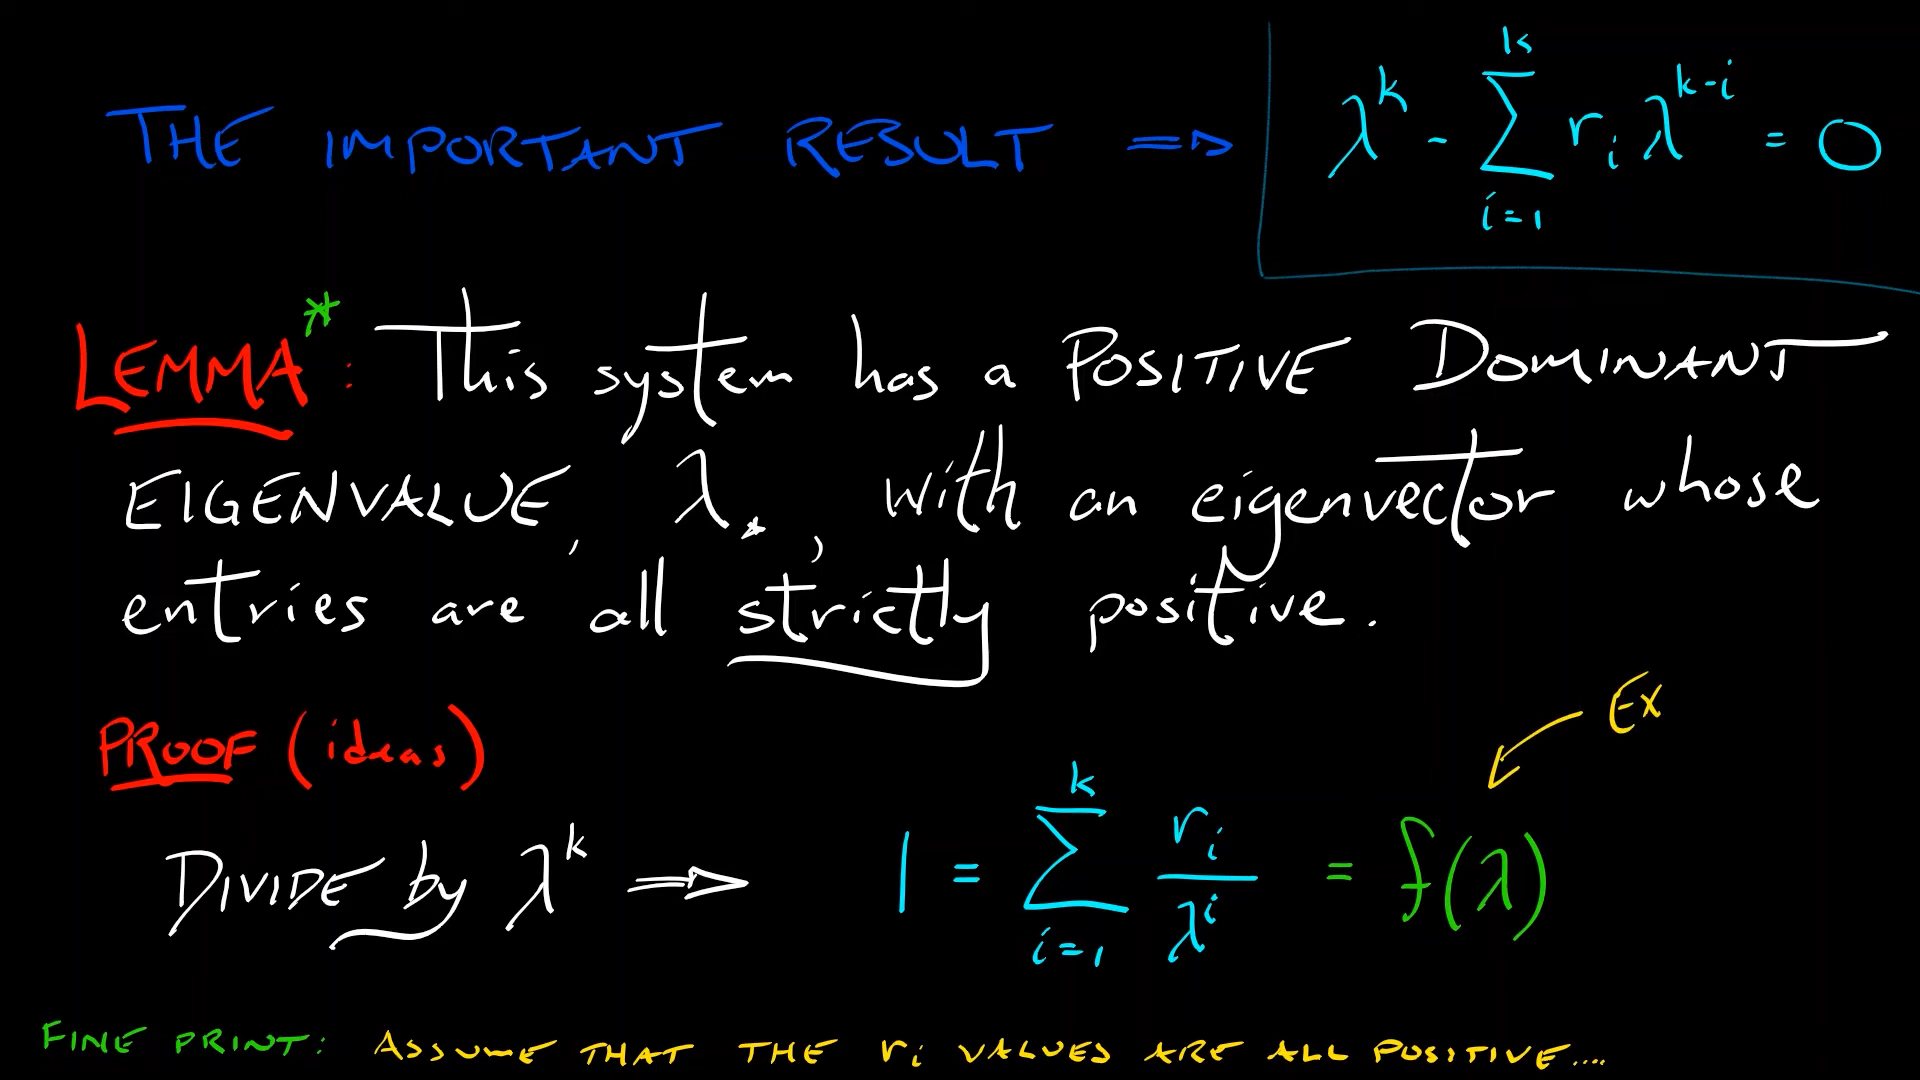 THE IMPORTANT RESULT ⇒ λ^k - ∑_{i=1}^{k} r_i λ^{k-i} = 0
LEMMA*: This system has a POSITIVE DOMINANT
EIGENVALUE, λ_*, with an eigenvector whose
entries are all strictly positive.
PROOF (ideas)
Ex
DIVIDE by λ^k ⇒ 1 = ∑_{i=1}^{k} r_i / λ^i = f(λ)
FINE PRINT: ASSUME THAT THE r_i VALUES ARE ALL POSITIVE....